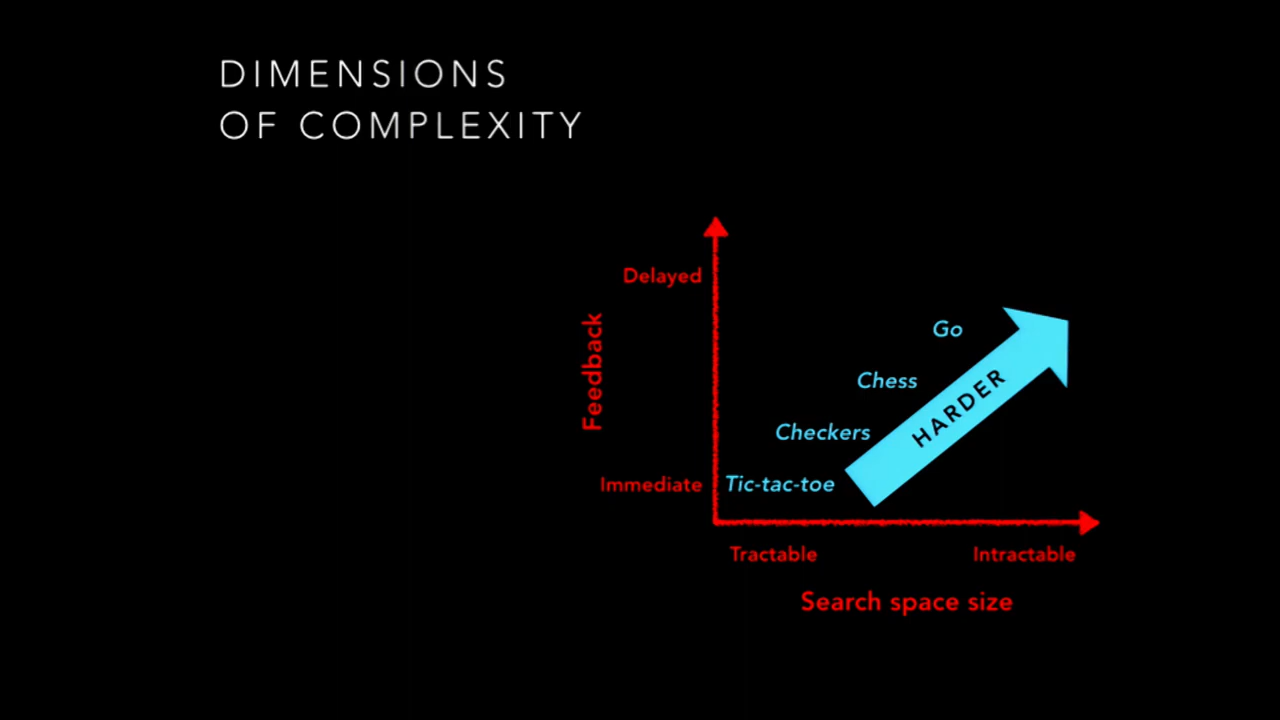 DIMENSIONS
OF COMPLEXITY
Delayed
Feedback
Go
Chess
HARDER
Checkers
Immediate
Tic-tac-toe
Tractable
Intractable
Search space size